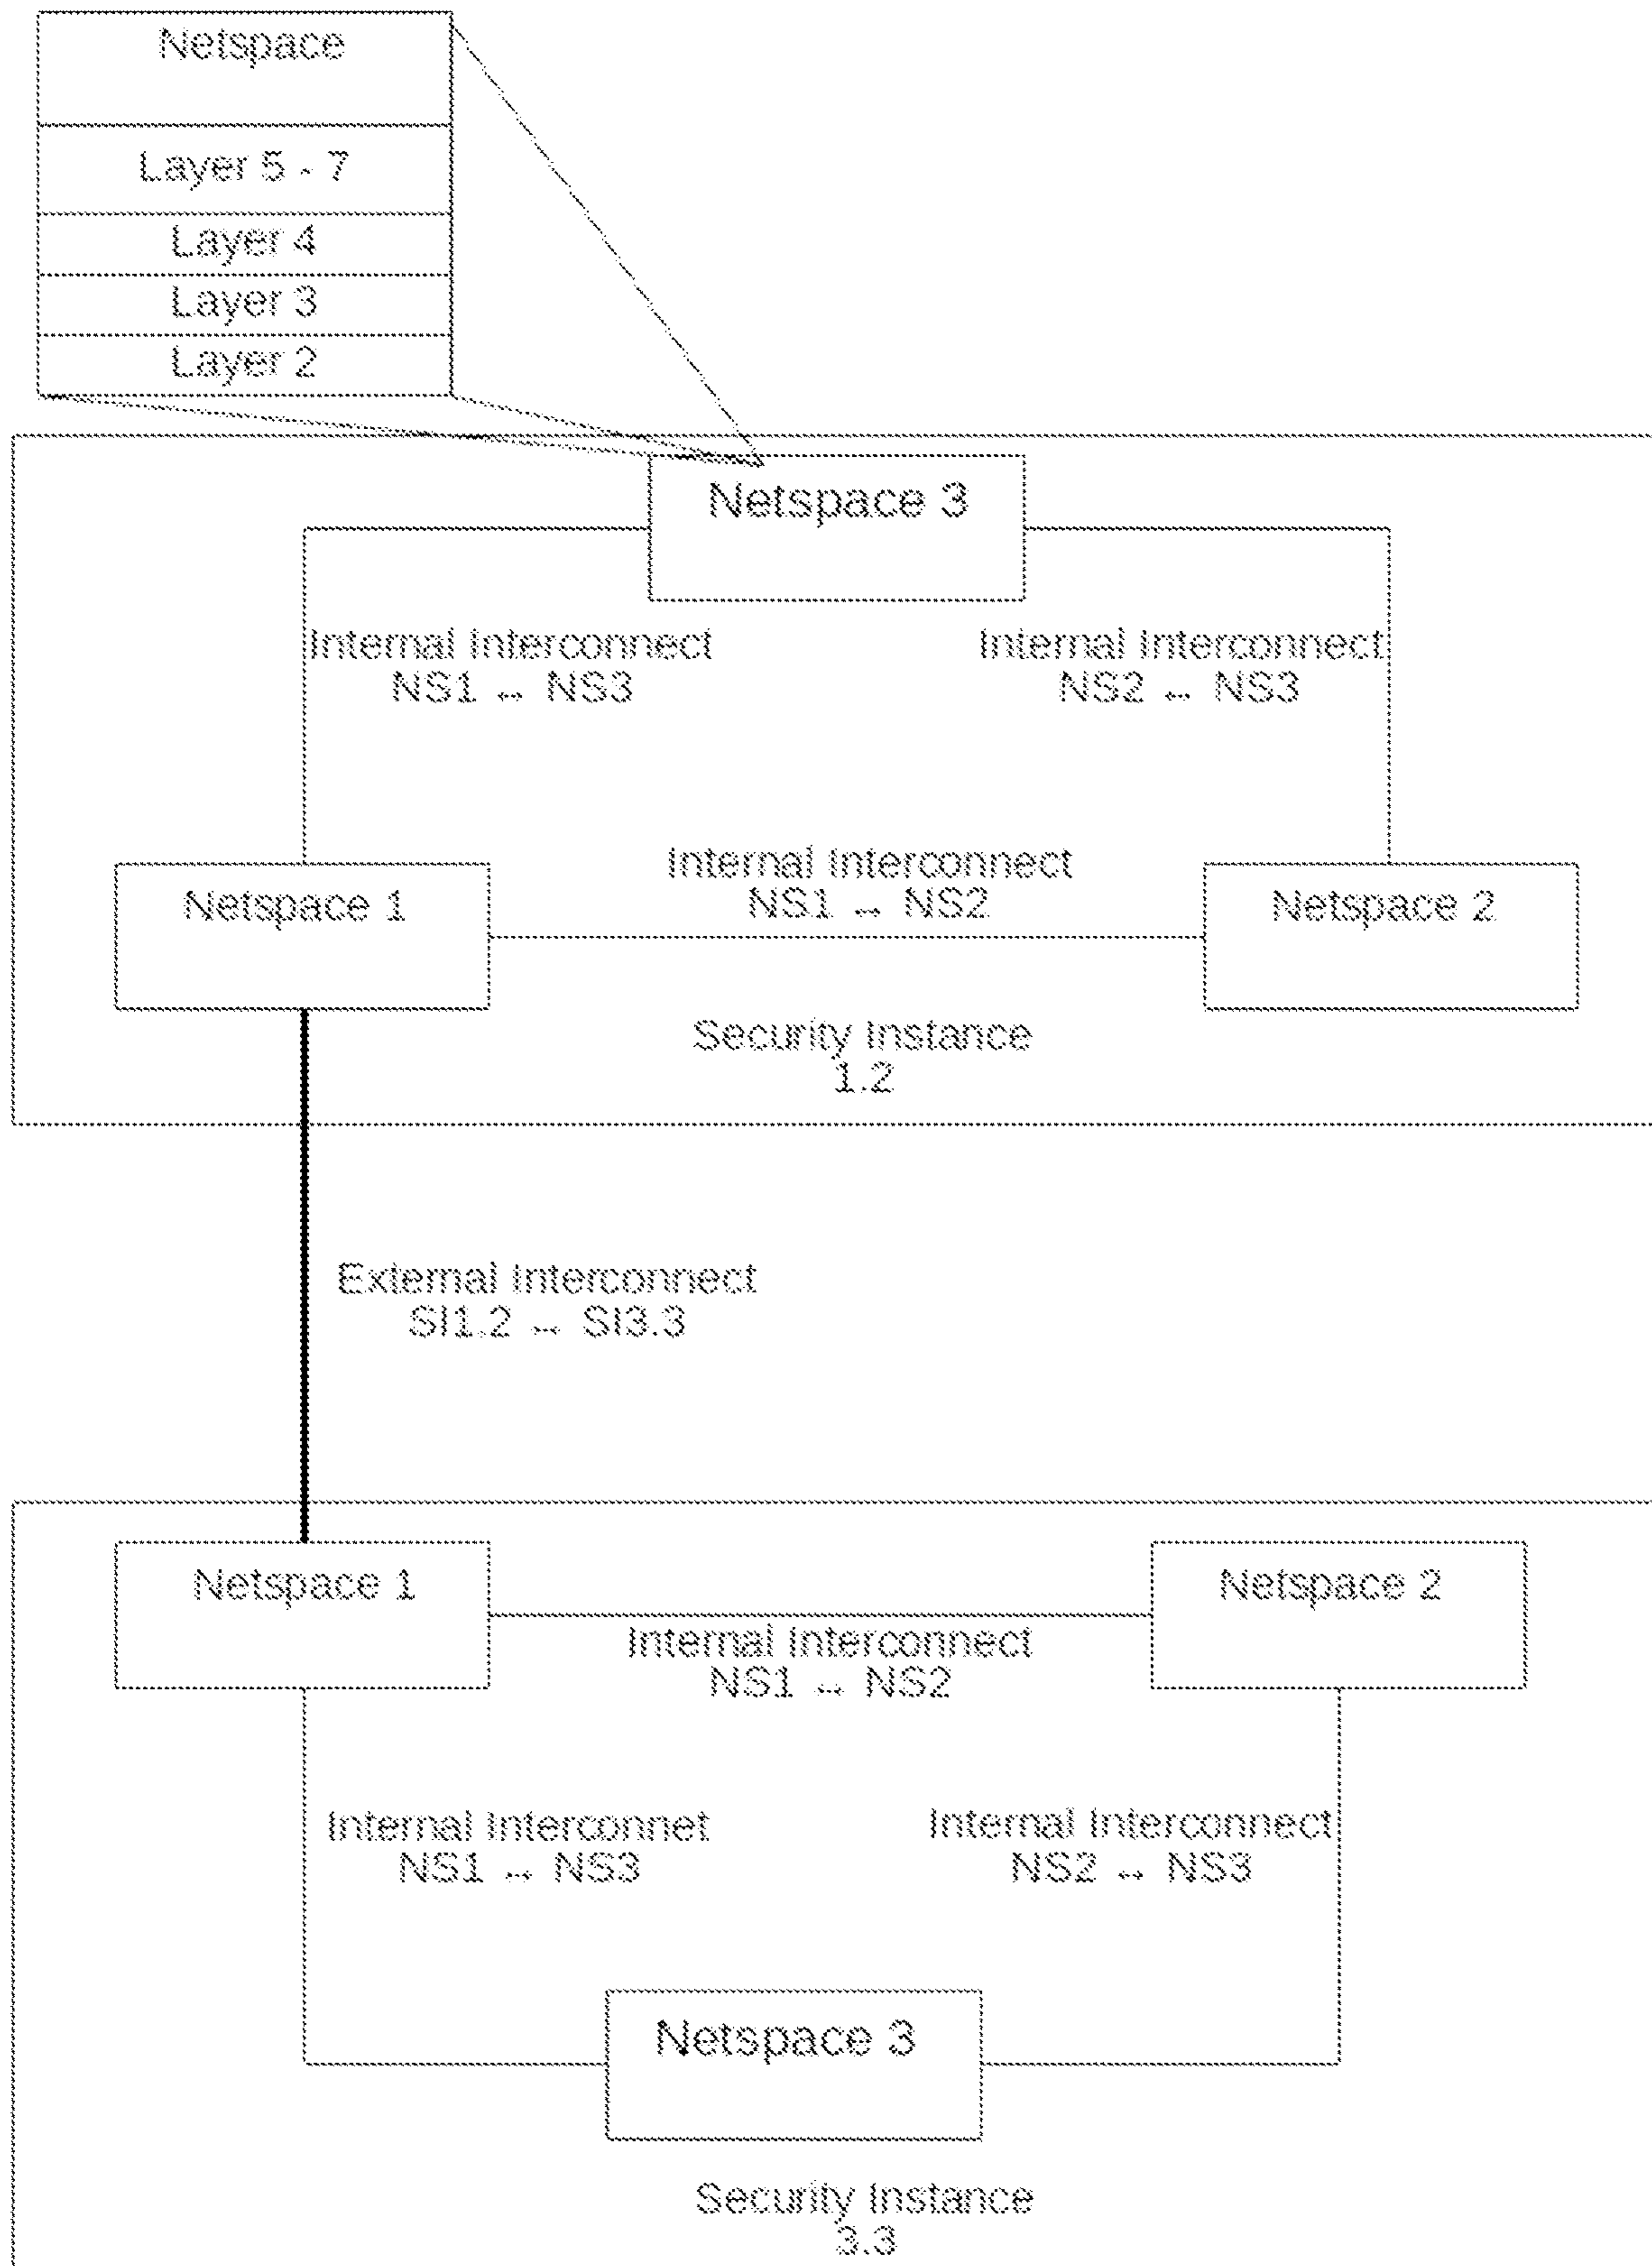 Netspace
Layer 5 - 7
Layer 4
Layer 3
Layer 2
Netspace 3
Internal Interconnect
NS1 ↔ NS3
Internal Interconnect
NS2 ↔ NS3
Netspace 1
Internal Interconnect
NS1 ↔ NS2
Netspace 2
Security Instance
1.2
External Interconnect
SI1.2 ↔ SI3.3
Netspace 1
Netspace 2
Internal Interconnect
NS1 ↔ NS2
Internal Interconnet
NS1 ↔ NS3
Internal Interconnect
NS2 ↔ NS3
Netspace 3
Security Instance
3.3